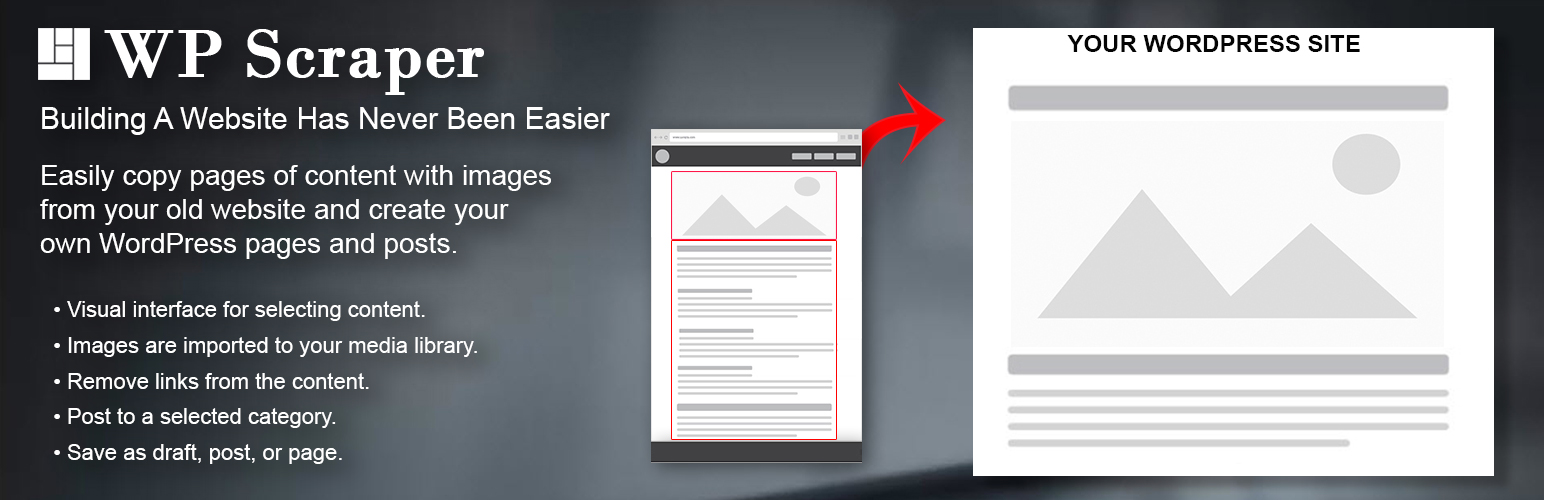 WP Scraper
Building A Website Has Never Been Easier
Easily copy pages of content with images
from your old website and create your
own WordPress pages and posts.
• Visual interface for selecting content.
• Images are imported to your media library.
• Remove links from the content.
• Post to a selected category.
• Save as draft, post, or page.
YOUR WORDPRESS SITE